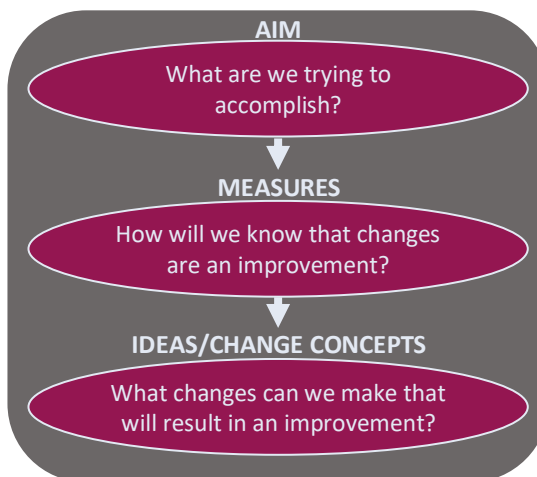 AIM
What are we trying to
accomplish?
MEASURES
How will we know that changes
are an improvement?
IDEAS/CHANGE CONCEPTS
What changes can we make that
will result in an improvement?